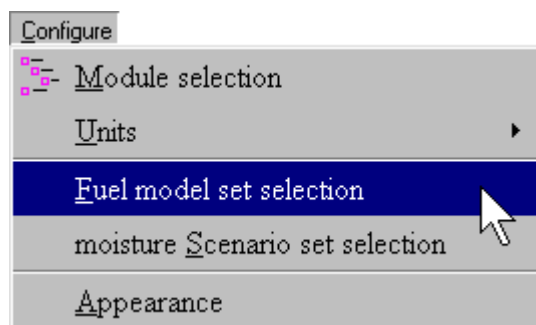 Configure
Module selection
Units
Fuel model set selection
moisture Scenario set selection
Appearance